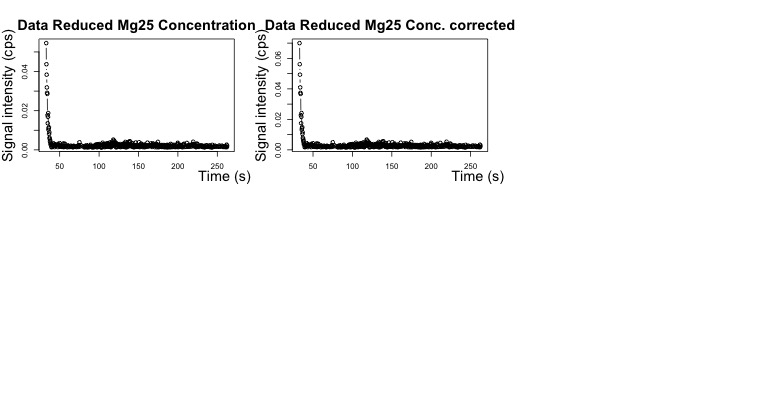 Data Reduced Mg25 Concentration
Signal intensity (cps)
0.00 0.02 0.04
50 100 150 200 250
Time (s)
Data Reduced Mg25 Conc. corrected
Signal intensity (cps)
0.00 0.02 0.04 0.06
50 100 150 200 250
Time (s)